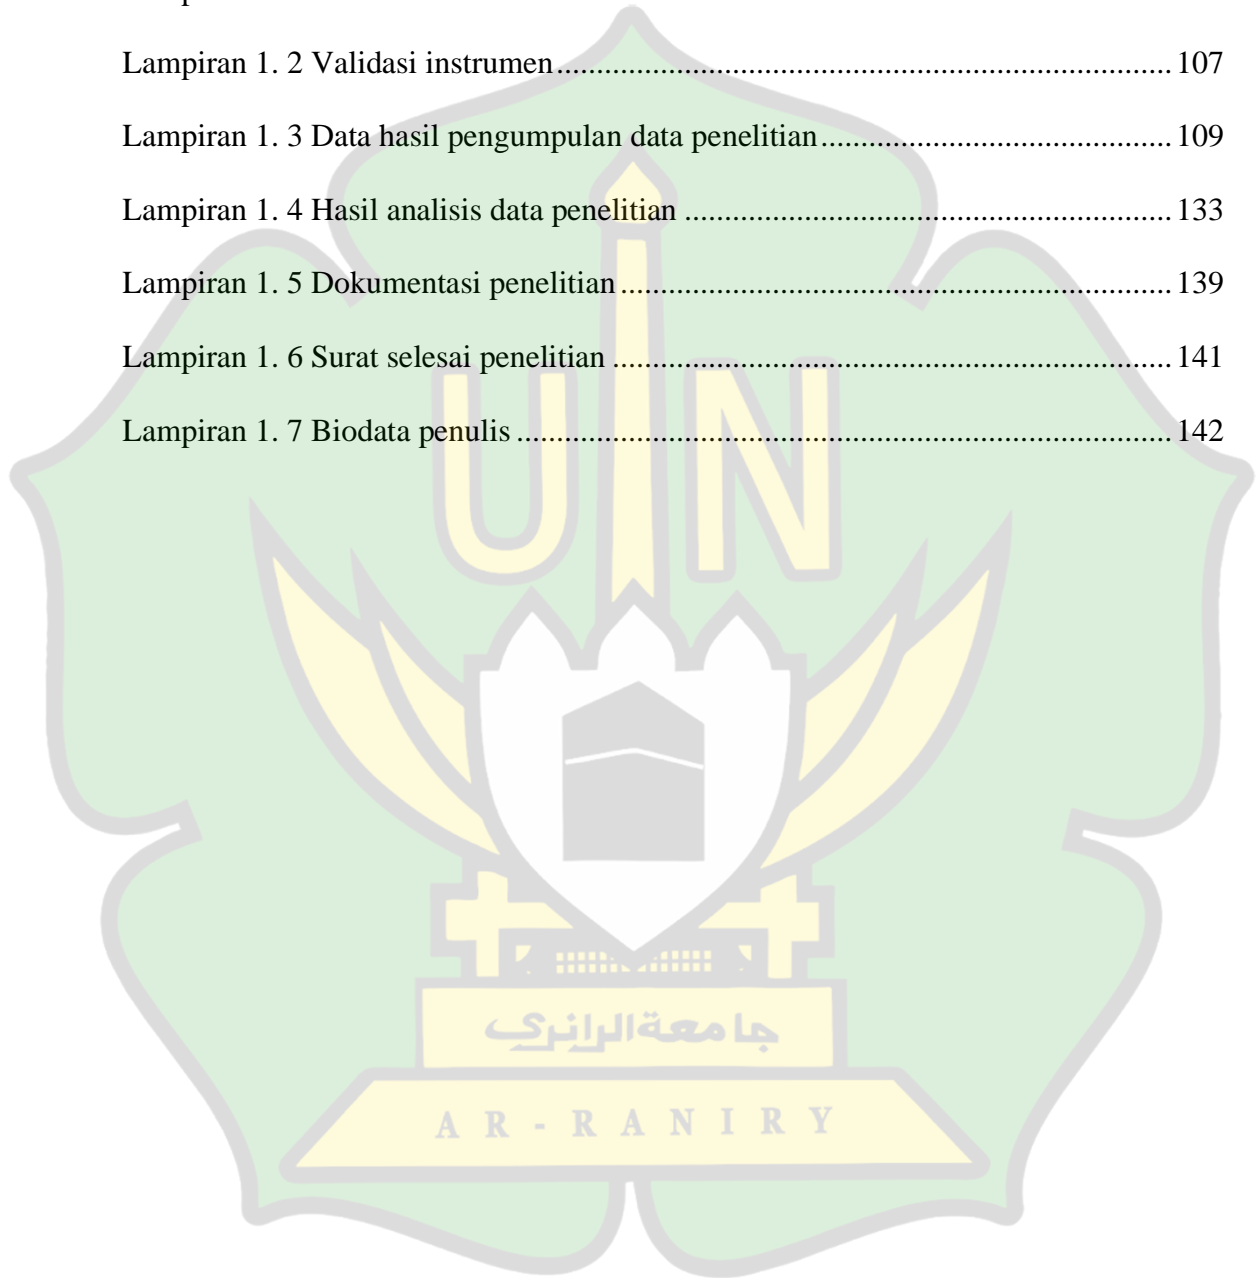 Lampiran 1. 2 Validasi instrumen........................................................................... 107
Lampiran 1. 3 Data hasil pengumpulan data penelitian........................................... 109
Lampiran 1. 4 Hasil analisis data penelitian ........................................................... 133
Lampiran 1. 5 Dokumentasi penelitian ................................................................... 139
Lampiran 1. 6 Surat selesai penelitian .................................................................... 141
Lampiran 1. 7 Biodata penulis ................................................................................ 142
UIN
جامعةالرانري
AR-RANIRY